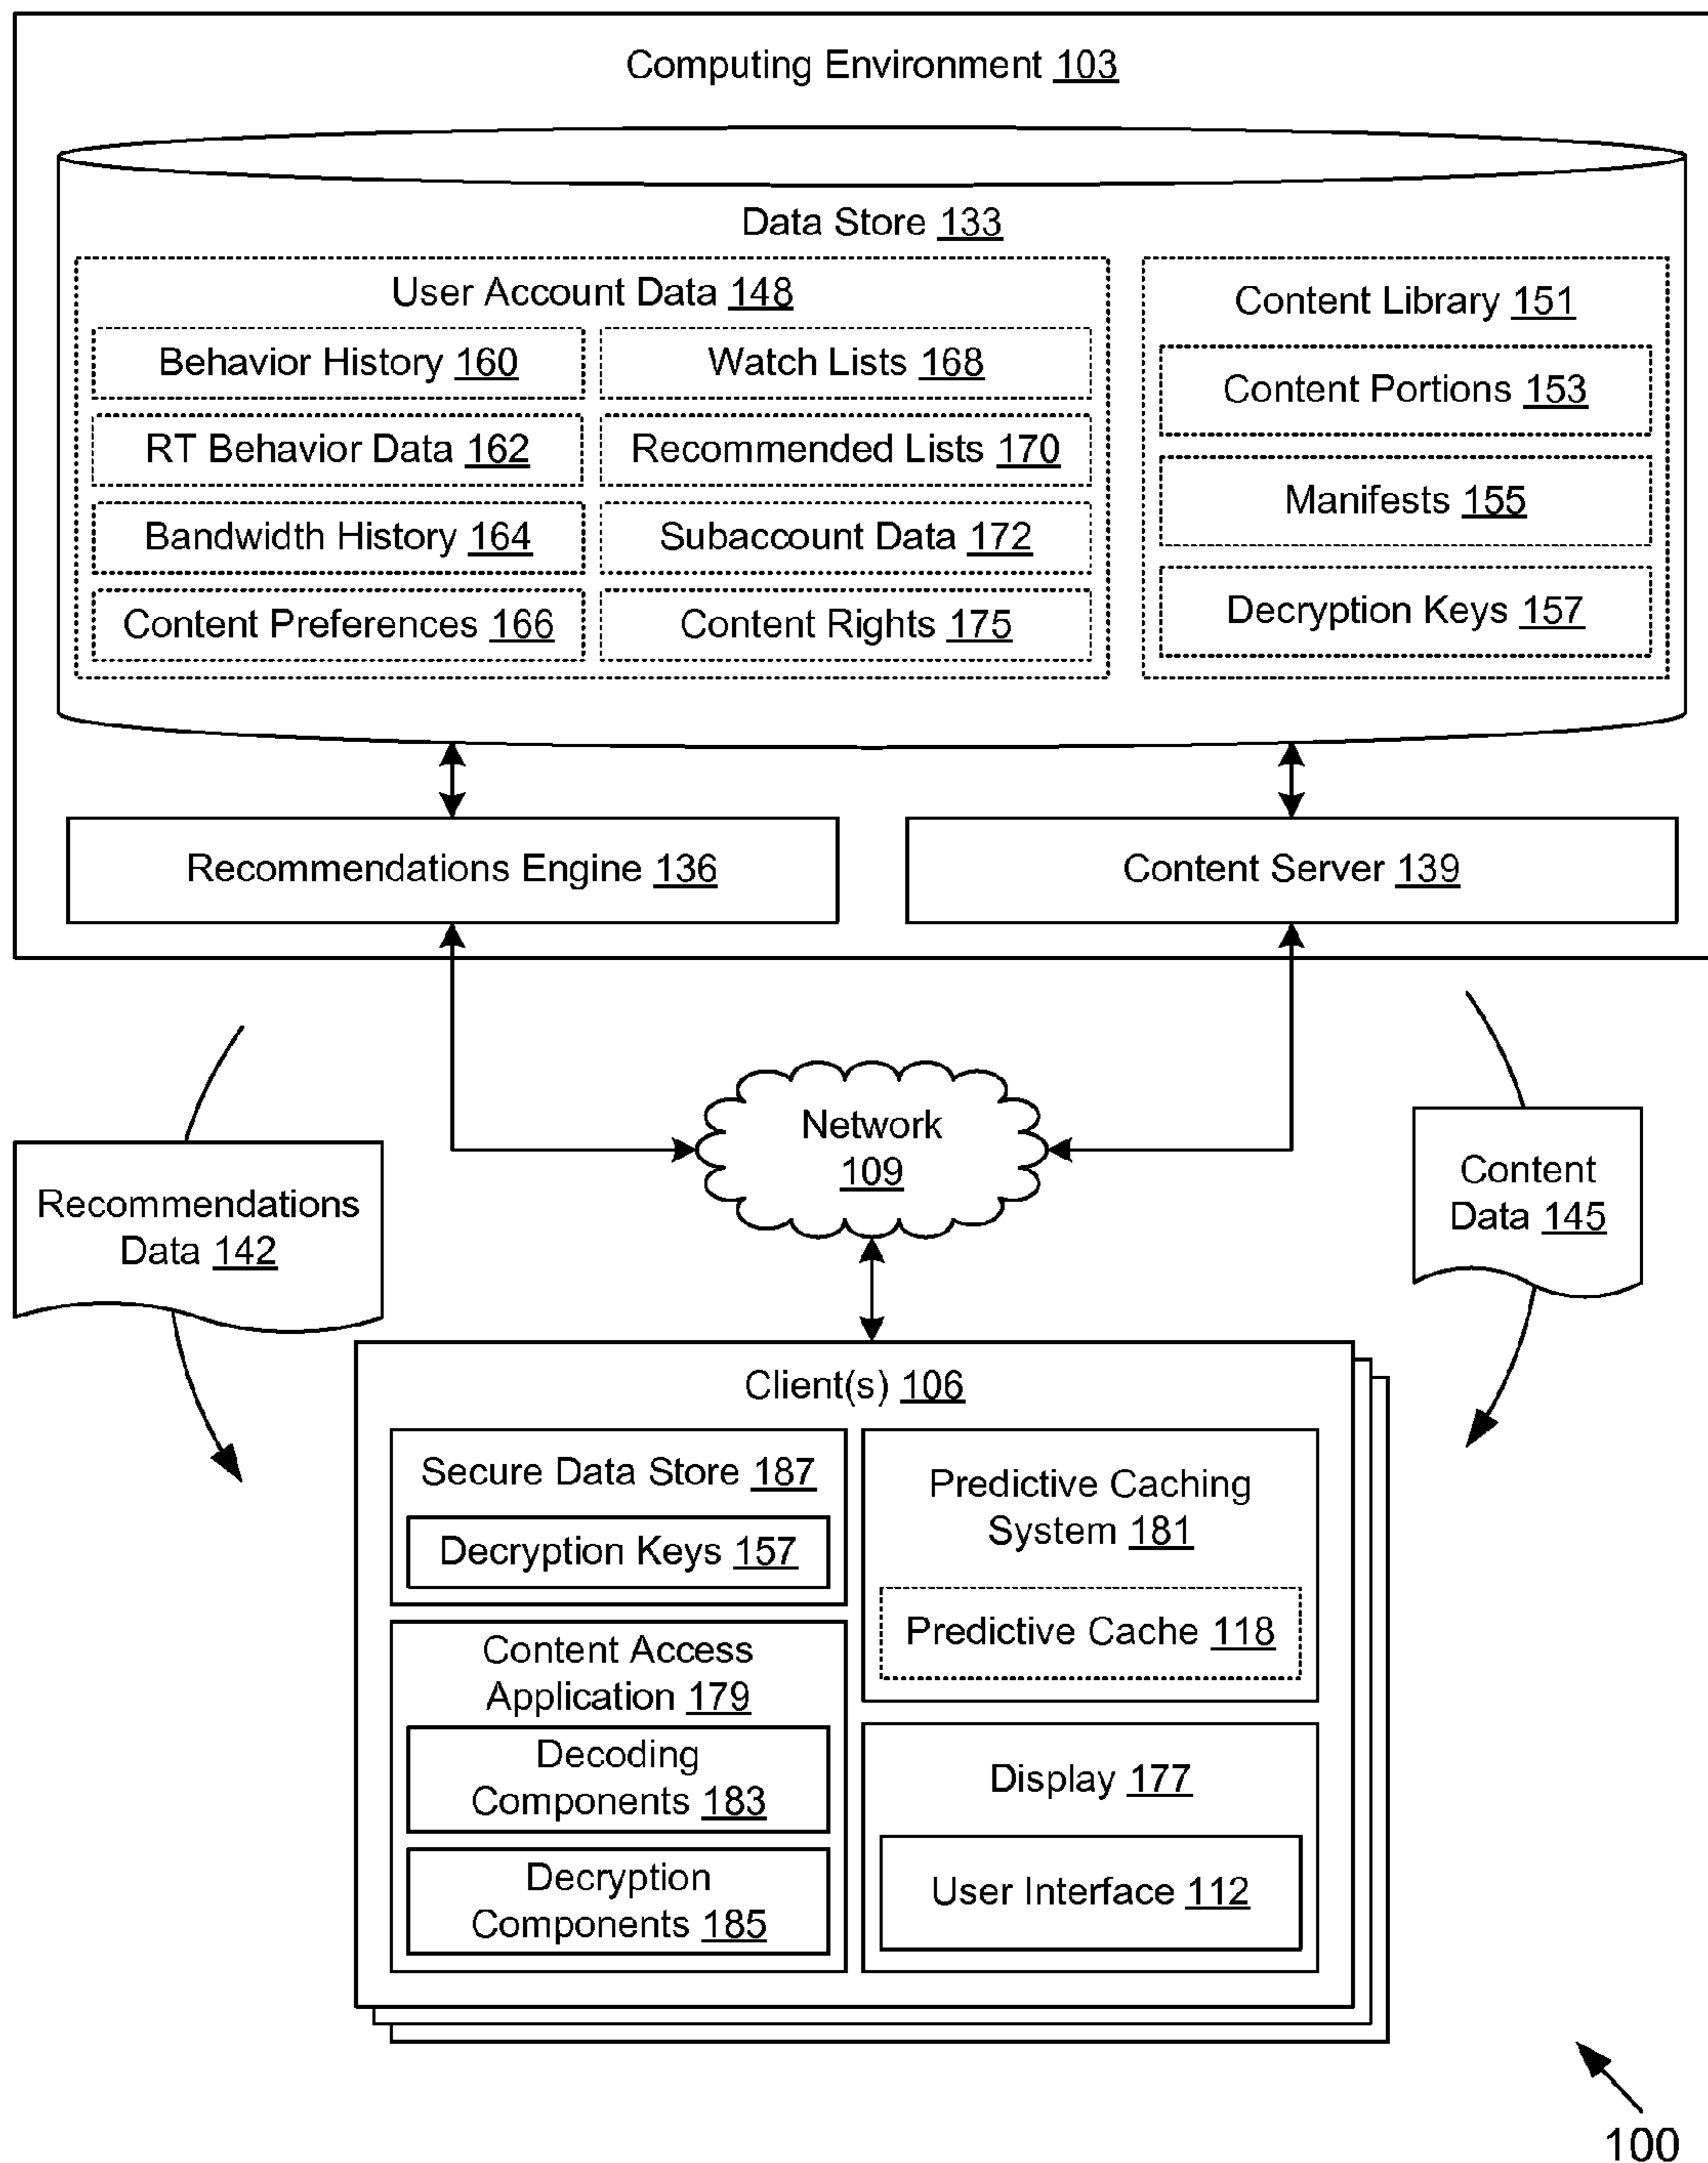 Computing Environment 103
Data Store 133
User Account Data 148
Behavior History 160
Watch Lists 168
RT Behavior Data 162
Recommended Lists 170
Bandwidth History 164
Subaccount Data 172
Content Preferences 166
Content Rights 175
Content Library 151
Content Portions 153
Manifests 155
Decryption Keys 157
Recommendations Engine 136
Content Server 139
Network
109
Recommendations
Data 142
Content
Data 145
Client(s) 106
Secure Data Store 187
Decryption Keys 157
Content Access
Application 179
Decoding
Components 183
Decryption
Components 185
Predictive Caching
System 181
Predictive Cache 118
Display 177
User Interface 112
100